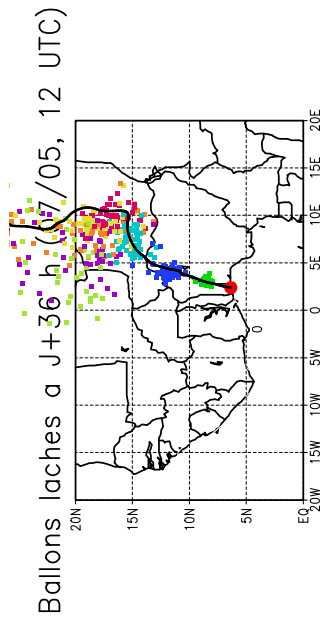 Ballons laches a J+36 h 7/05, 12 UTC)
20N
15N
10N
5N
EQ
20W 15W 10W 5W 0 5E 10E 15E 20E
0